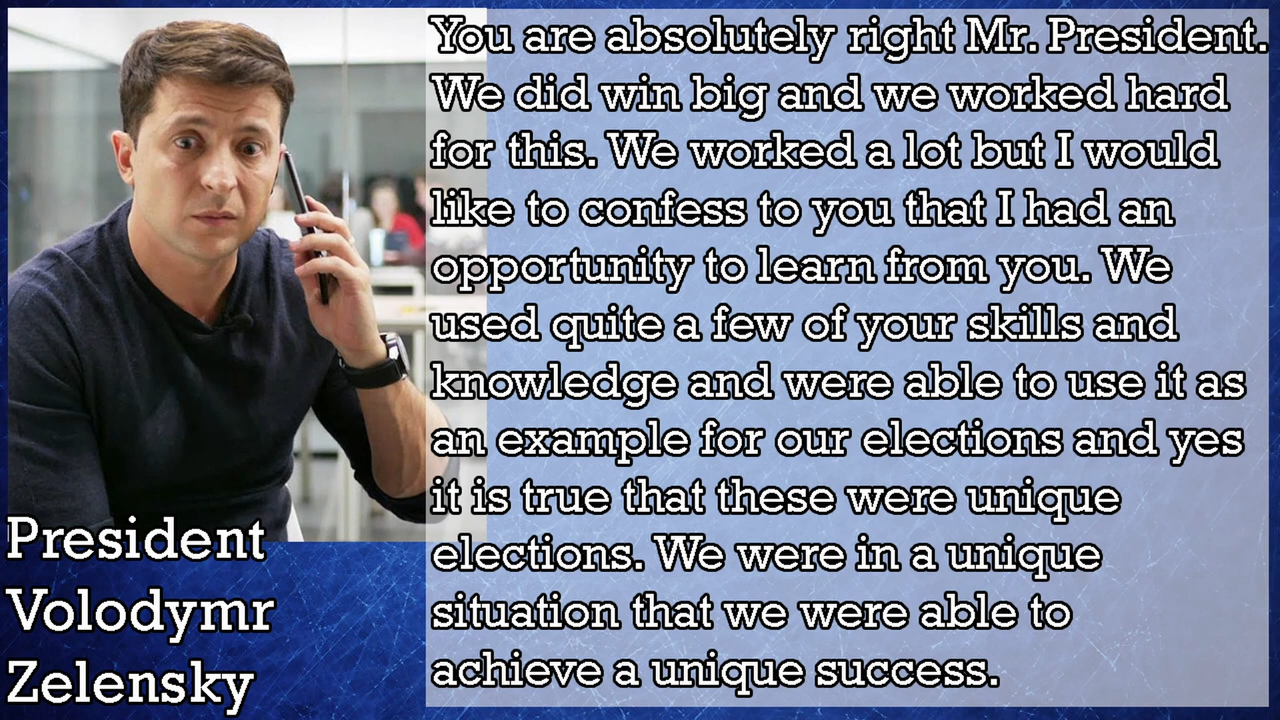 You are absolutely right Mr. President.
We did win big and we worked hard
for this. We worked a lot but I would
like to confess to you that I had an
opportunity to learn from you. We
used quite a few of your skills and
knowledge and were able to use it as
an example for our elections and yes
it is true that these were unique
elections. We were in a unique
situation that we were able to
achieve a unique success.
President
Volodymr
Zelensky